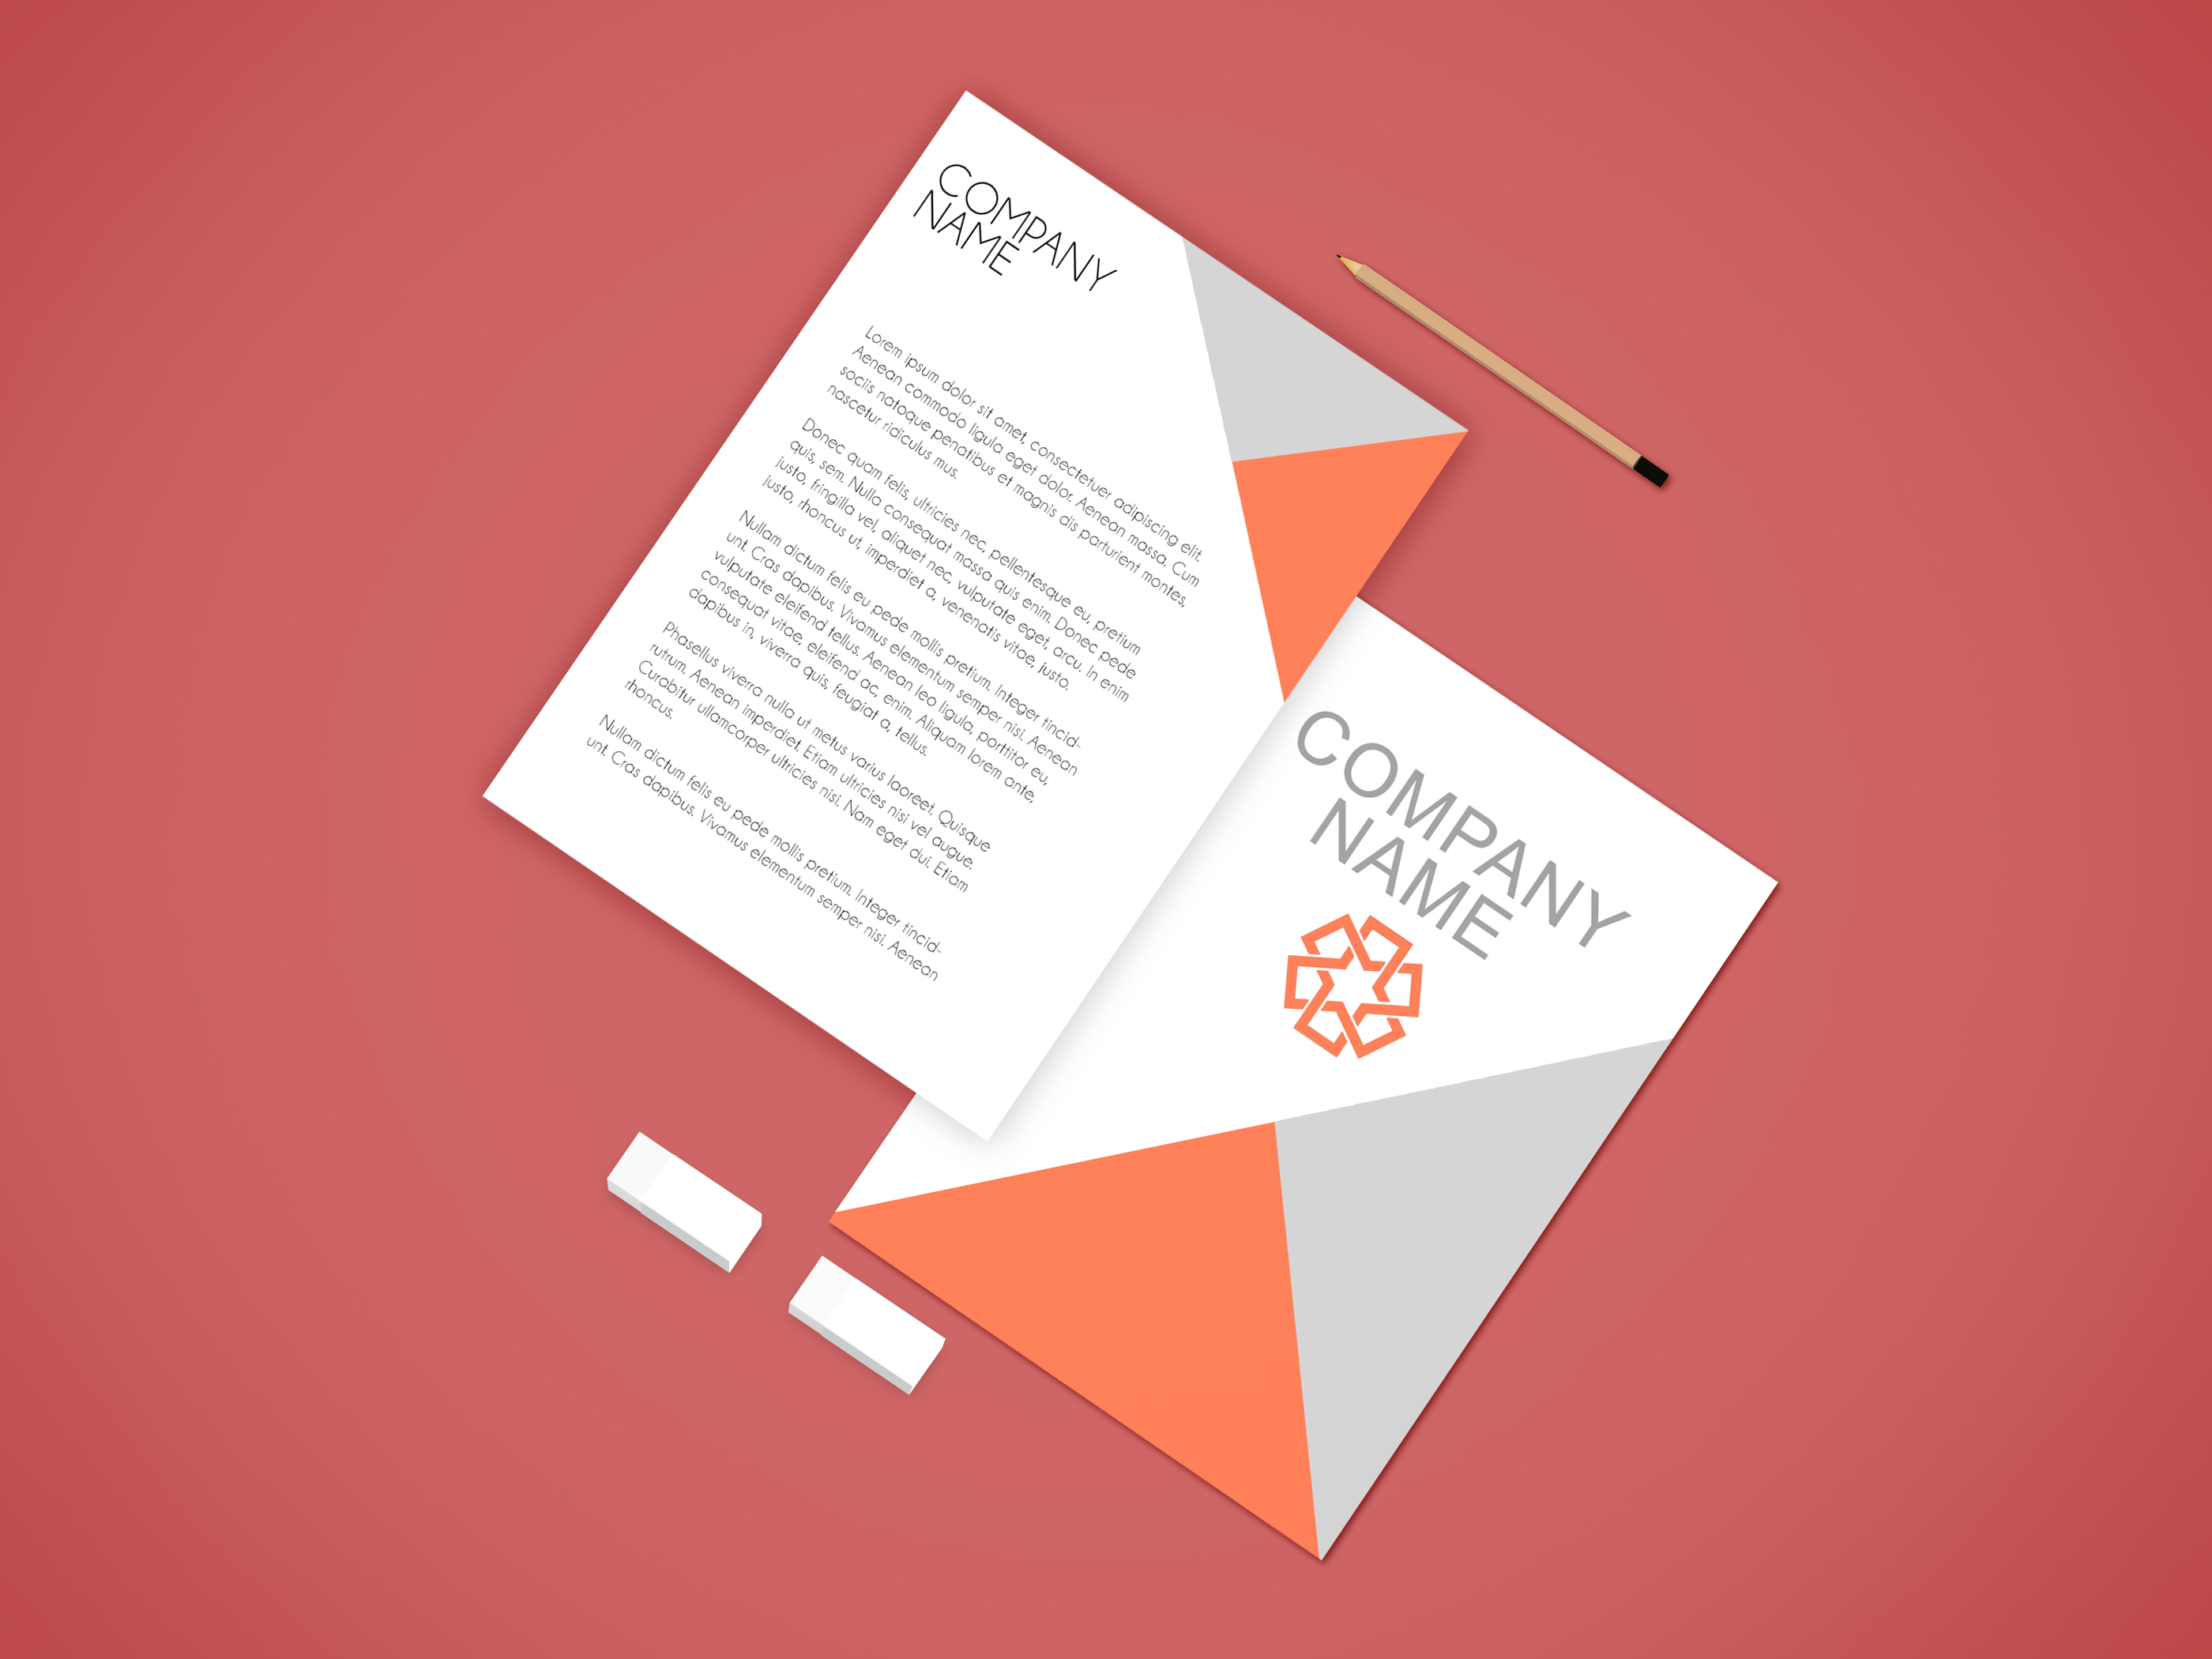 COMPANY
NAME
Lorem ipsum dolor sit amet, consectetuer adipiscing elit.
Aenean commodo ligula eget dolor. Aenean massa. Cum
sociis natoque penatibus et magnis dis parturient montes,
nascetur ridiculus mus.
Donec quam felis, ultricies nec, pellentesque eu, pretium
quis, sem. Nulla consequat massa quis enim. Donec pede
justo, fringilla vel, aliquet nec, vulputate eget, arcu. In enim
justo, rhoncus ut, imperdiet a, venenatis vitae, justo.
Nullam dictum felis eu pede mollis pretium. Integer tincid-
unt. Cras dapibus. Vivamus elementum semper nisi. Aenean
vulputate eleifend tellus. Aenean leo ligula, porttitor eu,
consequat vitae, eleifend ac, enim. Aliquam lorem ante,
dapibus in, viverra quis, feugiat a, tellus.
Phasellus viverra nulla ut metus varius laoreet. Quisque
rutrum. Aenean imperdiet. Etiam ultricies nisi vel augue.
Curabitur ullamcorper ultricies nisi. Nam eget dui. Etiam
rhoncus.
Nullam dictum felis eu pede mollis pretium. Integer tincid-
unt. Cras dapibus. Vivamus elementum semper nisi. Aenean
COMPANY
NAME